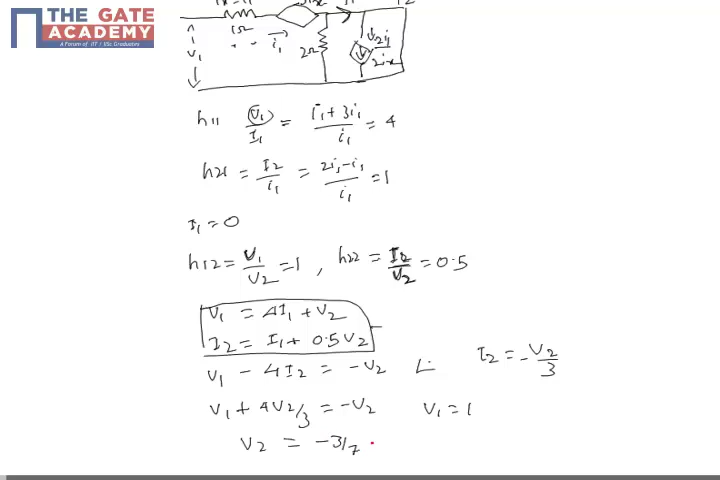 THE GATE
ACADEMY
A Forum of IIT / IISc Graduates
1Ω
+ - i₁
V₁
2Ω
2i₁
2ix
h11 V₁/I₁ = (i₁+3i₁)/i₁ = 4
h21 = I2/i₁ = (2i₁-i₁)/i₁ = 1
I₁ = 0
h12 = V₁/V₂ = 1 , h22 = I2/V₂ = 0.5
V₁ = 4I₁ + V₂
I2 = I₁ + 0.5V₂
V₁ - 4I2 = -V₂ I2 = -V₂/3
V₁ + 4V₂/3 = -V₂ V₁ = 1
V₂ = -3/7